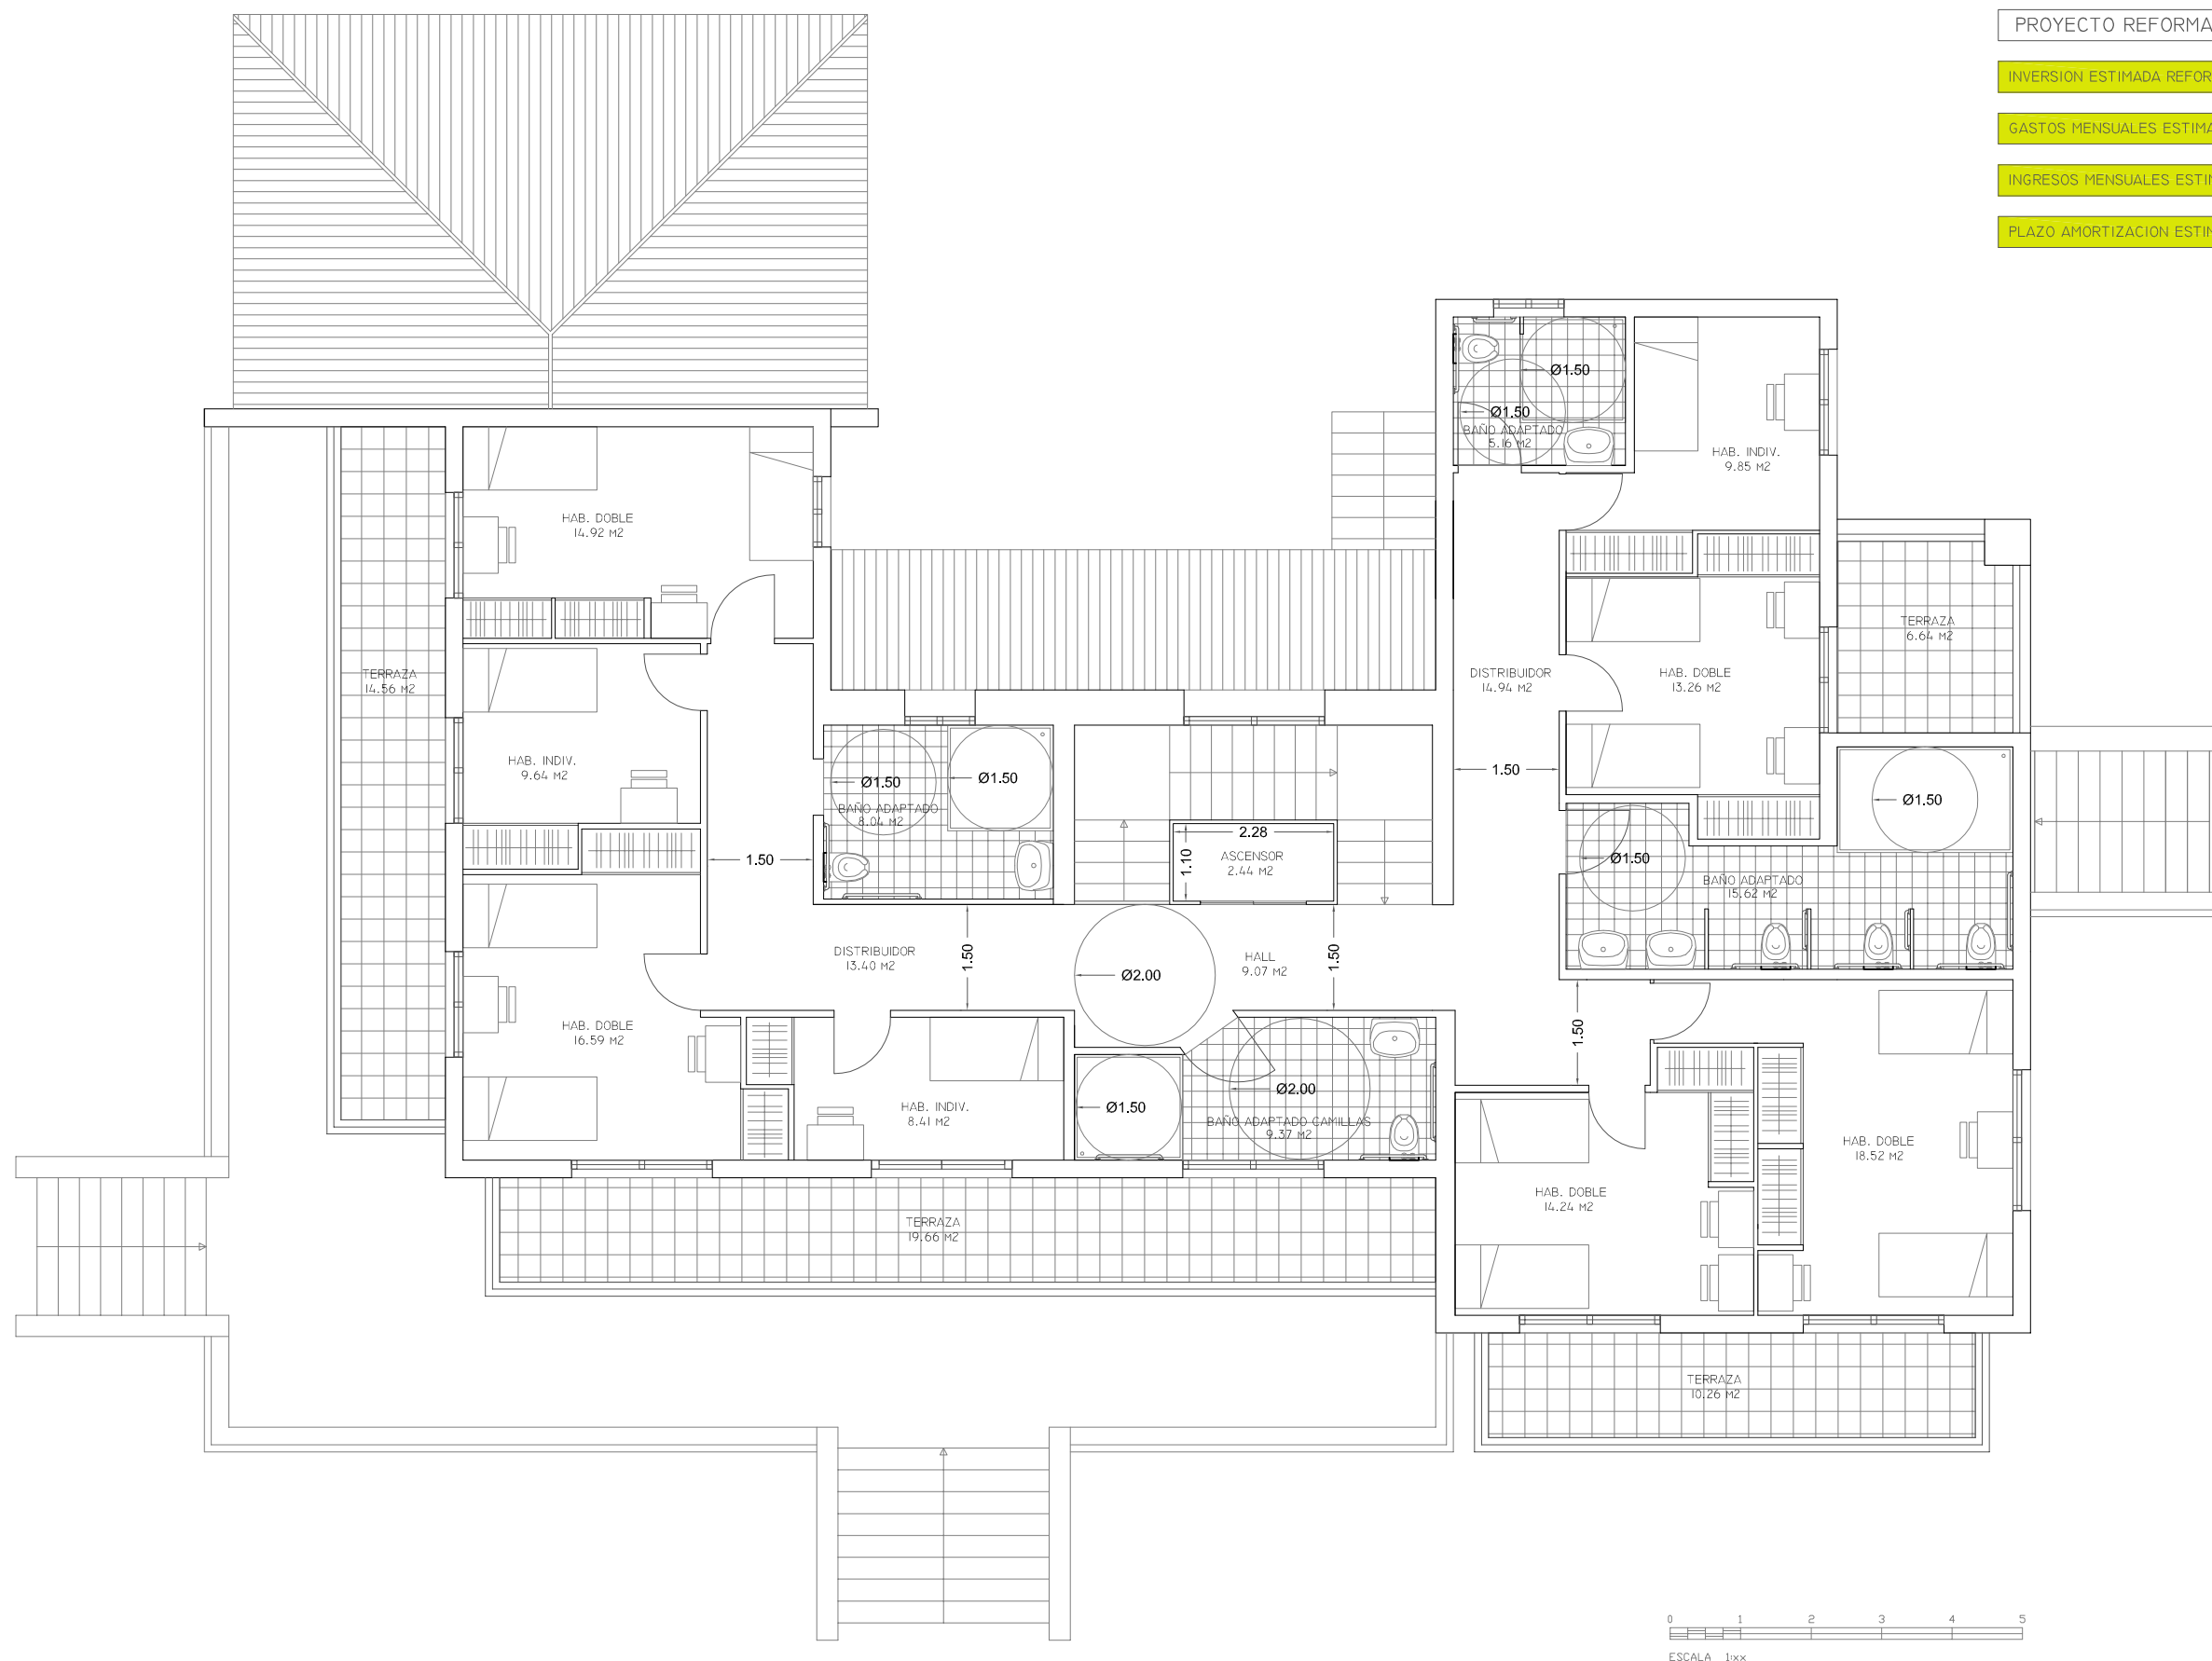 PROYECTO REFORMA
INVERSION ESTIMADA REFOR
GASTOS MENSUALES ESTIMA
INGRESOS MENSUALES
PLAZO AMORTIZACION
Ø1.50
Ø1.50
BAÑO ADAPTADO
5.16 M2
HAB. INDIV.
9.85 M2
HAB. DOBLE
14.92 M2
TERRAZA
6.64 M2
TERRAZA
14.56 M2
DISTRIBUIDOR
14.94 M2
HAB. DOBLE
13.26 M2
HAB. INDIV.
9.64 M2
Ø1.50
Ø1.50
BAÑO ADAPTADO
8.04 M2
1.50
1.50
2.28
1.10
ASCENSOR
2.44 M2
Ø1.50
Ø1.50
BAÑO ADAPTADO
15.62 M2
DISTRIBUIDOR
13.40 M2
1.50
Ø2.00
HALL
9.07 M2
1.50
1.50
HAB. DOBLE
16.59 M2
HAB. INDIV.
8.41 M2
Ø1.50
Ø2.00
BAÑO ADAPTADO CAMILLAS
9.37 M2
HAB. DOBLE
18.52 M2
HAB. DOBLE
14.24 M2
TERRAZA
19.66 M2
TERRAZA
10.26 M2
0 1 2 3 4 5
ESCALA 1:xx